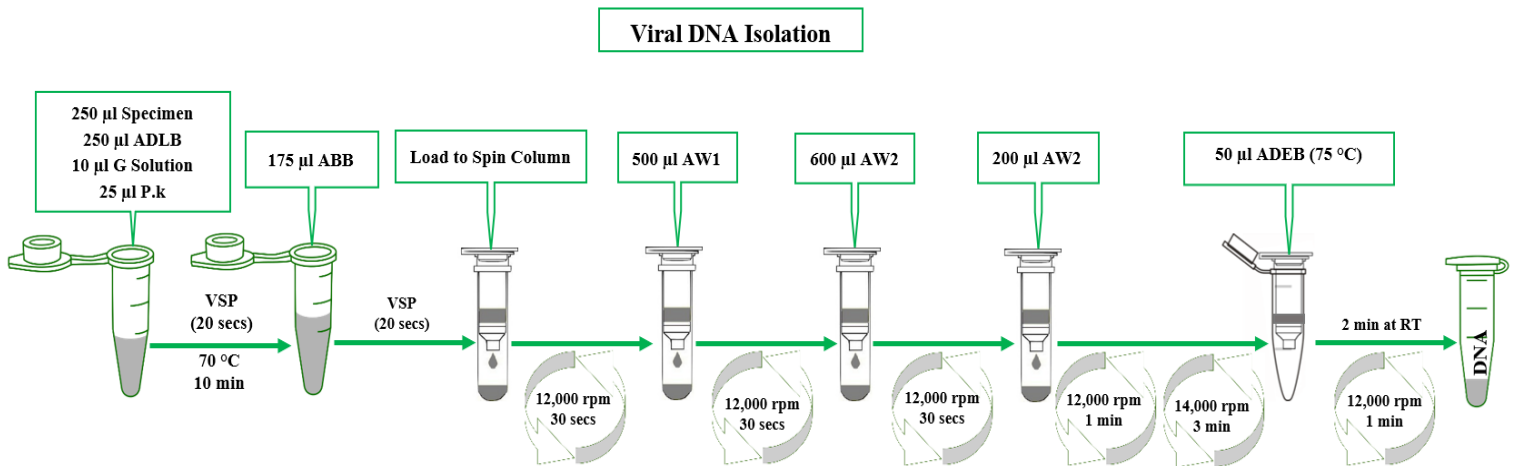 Viral DNA Isolation
250 µl Specimen
250 µl ADLB
10 µl G Solution
25 µl P.k
175 µl ABB
Load to Spin Column
500 µl AW1
600 µl AW2
200 µl AW2
50 µl ADEB (75 °C)
VSP
(20 secs)
70 °C
10 min
VSP
(20 secs)
12,000 rpm
30 secs
12,000 rpm
30 secs
12,000 rpm
30 secs
12,000 rpm
1 min
14,000 rpm
3 min
2 min at RT
12,000 rpm
1 min
DNA